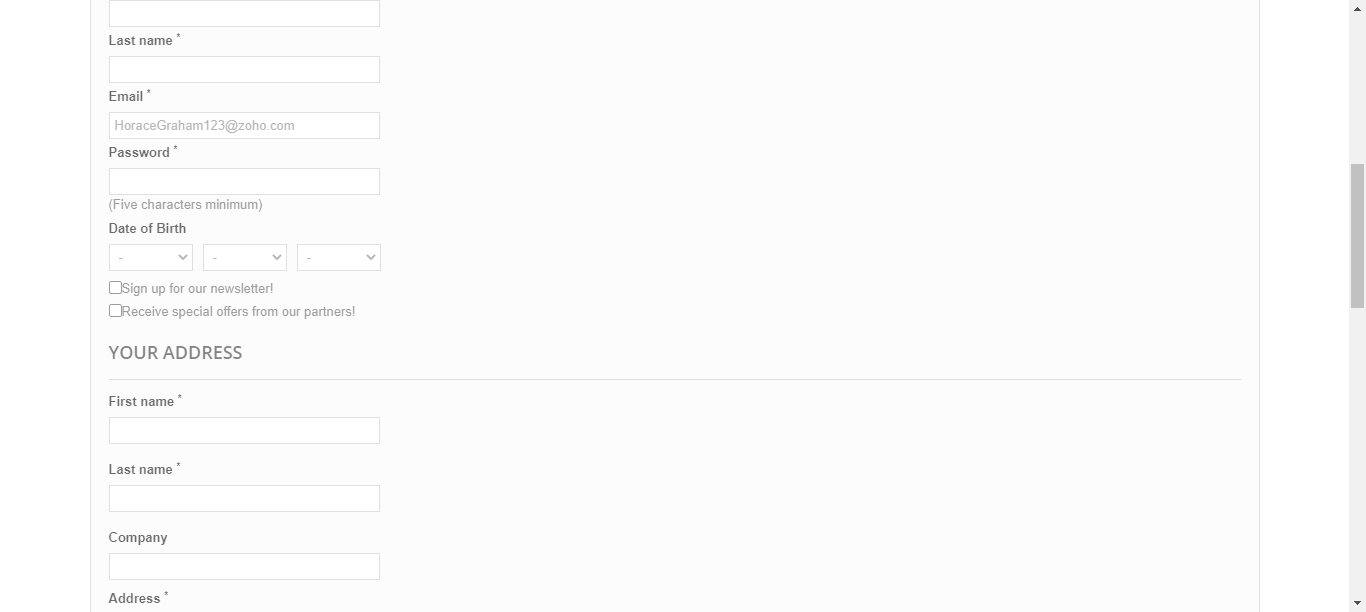 Last name *
Email *
HoraceGraham123@zoho.com
Password *
(Five characters minimum)
Date of Birth
- - -
Sign up for our newsletter!
Receive special offers from our partners!
YOUR ADDRESS
First name *
Last name *
Company
Address *